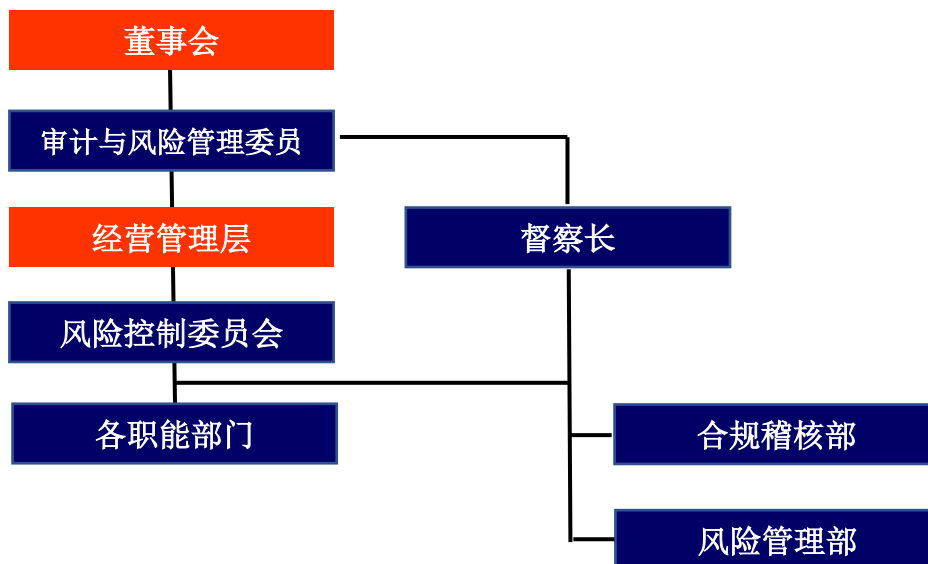 董事会
审计与风险管理委员
经营管理层
督察长
风险控制委员会
各职能部门
合规稽核部
风险管理部